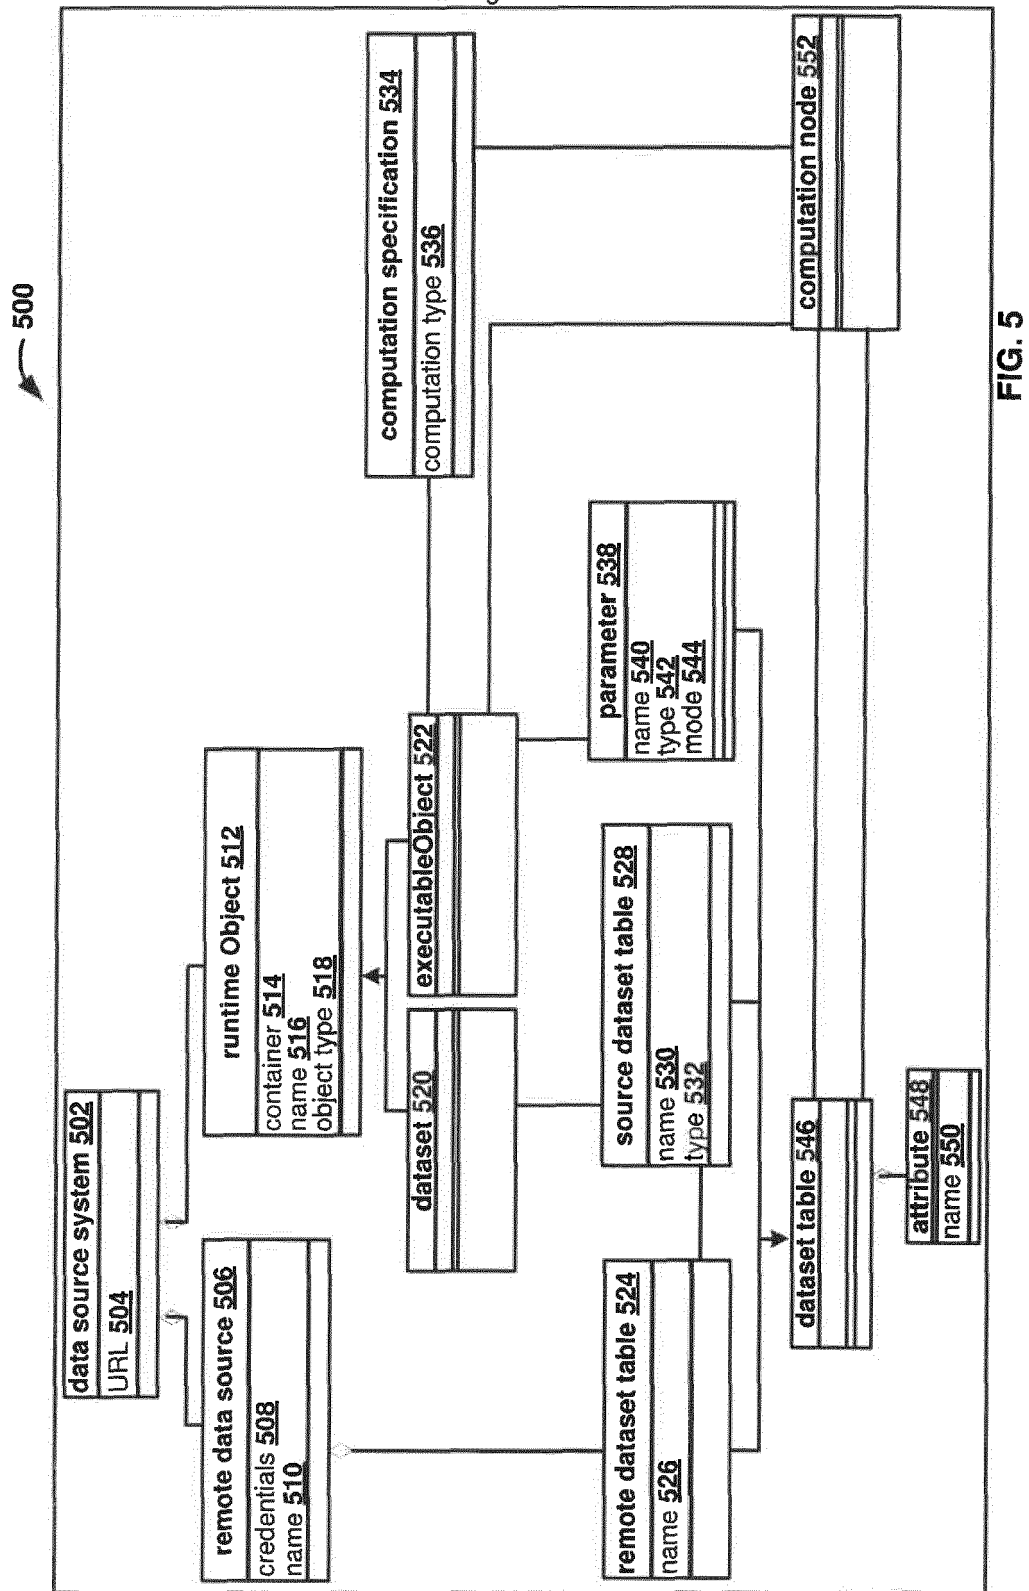 500
data source system 502
URL 504
remote data source 506
credentials 508
name 510
runtime Object 512
container 514
name 516
object type 518
dataset 520
executableObject 522
computation specification 534
computation type 536
remote dataset table 524
name 526
source dataset table 528
name 530
type 532
parameter 538
name 540
type 542
mode 544
dataset table 546
computation node 552
attribute 548
name 550
FIG. 5